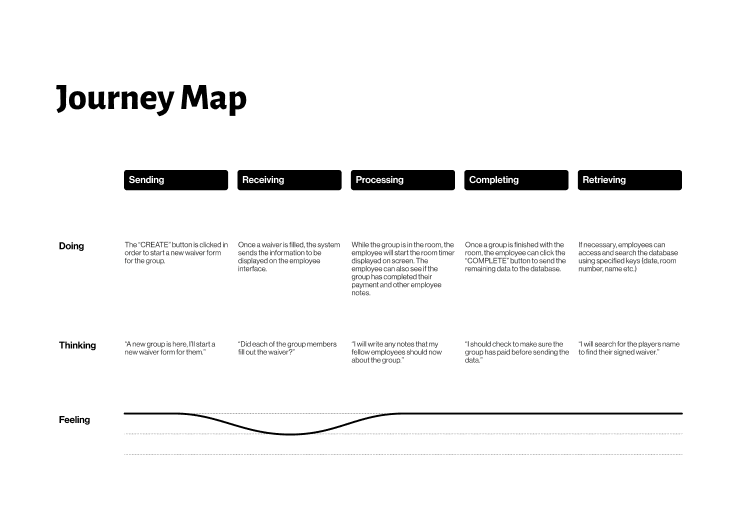 Journey Map
Sending
Receiving
Processing
Completing
Retrieving
Doing
The "CREATE" button is clicked in
order to start a new waiver form
for the group.
Once a waiver is filled, the system
sends the information to be
displayed on the employee
interface.
While the group is in the room, the
employee will start the room timer
displayed on screen. The
employee can also see if the
group has completed their
payment and other employee
notes.
Once a group is finished with the
room, the employee can click the
"COMPLETE" button to send the
remaining data to the database.
If necessary, employees can
access and search the database
using specified keys (date, room
number, name etc.)
Thinking
"A new group is here, I'll start a
new waiver form for them."
"Did each of the group members
fill out the waiver?"
"I will write any notes that my
fellow employees should now
about the group."
"I should check to make sure the
group has paid before sending the
data."
"I will search for the players name
to find their signed waiver."
Feeling